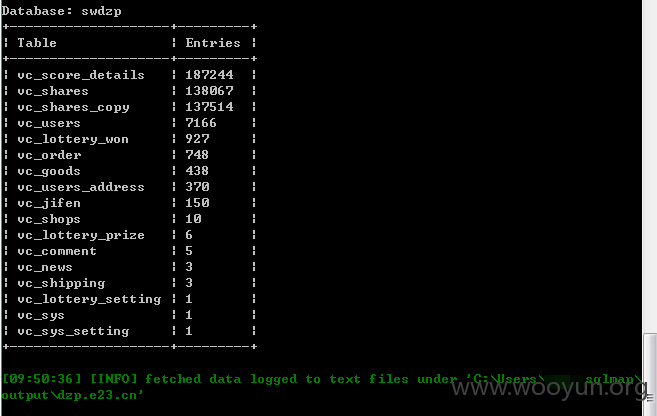 Database: swdzp
+---------------------+---------+
| Table | Entries |
+---------------------+---------+
| vc_score_details | 187244 |
| vc_shares | 138067 |
| vc_shares_copy | 137514 |
| vc_users | 7166 |
| vc_lottery_won | 927 |
| vc_order | 748 |
| vc_goods | 438 |
| vc_users_address | 370 |
| vc_jifen | 150 |
| vc_shops | 10 |
| vc_lottery_prize | 6 |
| vc_comment | 5 |
| vc_news | 3 |
| vc_shipping | 3 |
| vc_lottery_setting | 1 |
| vc_sys | 1 |
| vc_sys_setting | 1 |
+---------------------+---------+
[09:50:36] [INFO] fetched data logged to text files under 'C:\Users\ sqlmap\
output\dzp.e23.cn'
www.wooyun.org